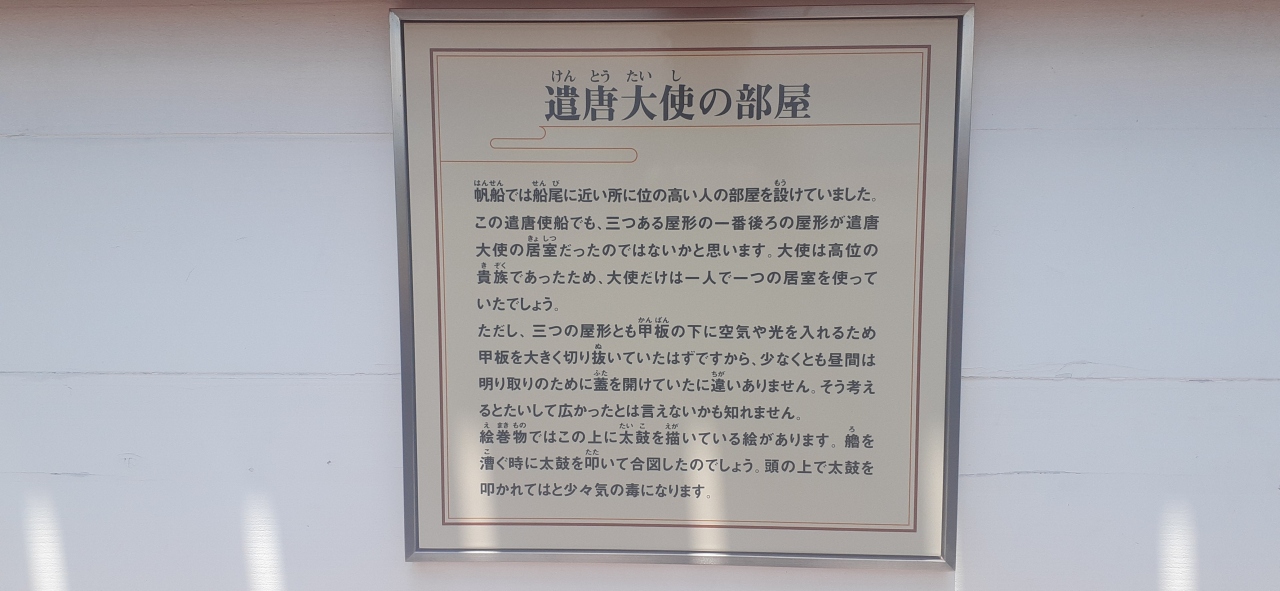 けん とう たい し
遣唐大使の部屋
はんせん せん び もう
帆船では船尾に近い所に位の高い人の部屋を設けていました。
この遣唐使船でも、三つある屋形の一番後ろの屋形が遣唐
きょ しつ
大使の居室だったのではないかと思います。大使は高位の
き ぞく
貴族であったため、大使だけは一人で一つの居室を使って
いたでしょう。
かん ぱん
ただし、三つの屋形とも甲板の下に空気や光を入れるため
ぬ
甲板を大きく切り抜いていたはずですから、少なくとも昼間は
ふた ちが
明り取りのために蓋を開けていたに違いありません。そう考え
るとたいして広かったとは言えないかも知れません。
え まき もの たい こ えが ろ
絵巻物ではこの上に太鼓を描いている絵があります。艪を
こ たた
漕ぐ時に太鼓を叩いて合図したのでしょう。頭の上で太鼓を
叩かれてはと少々気の毒になります。